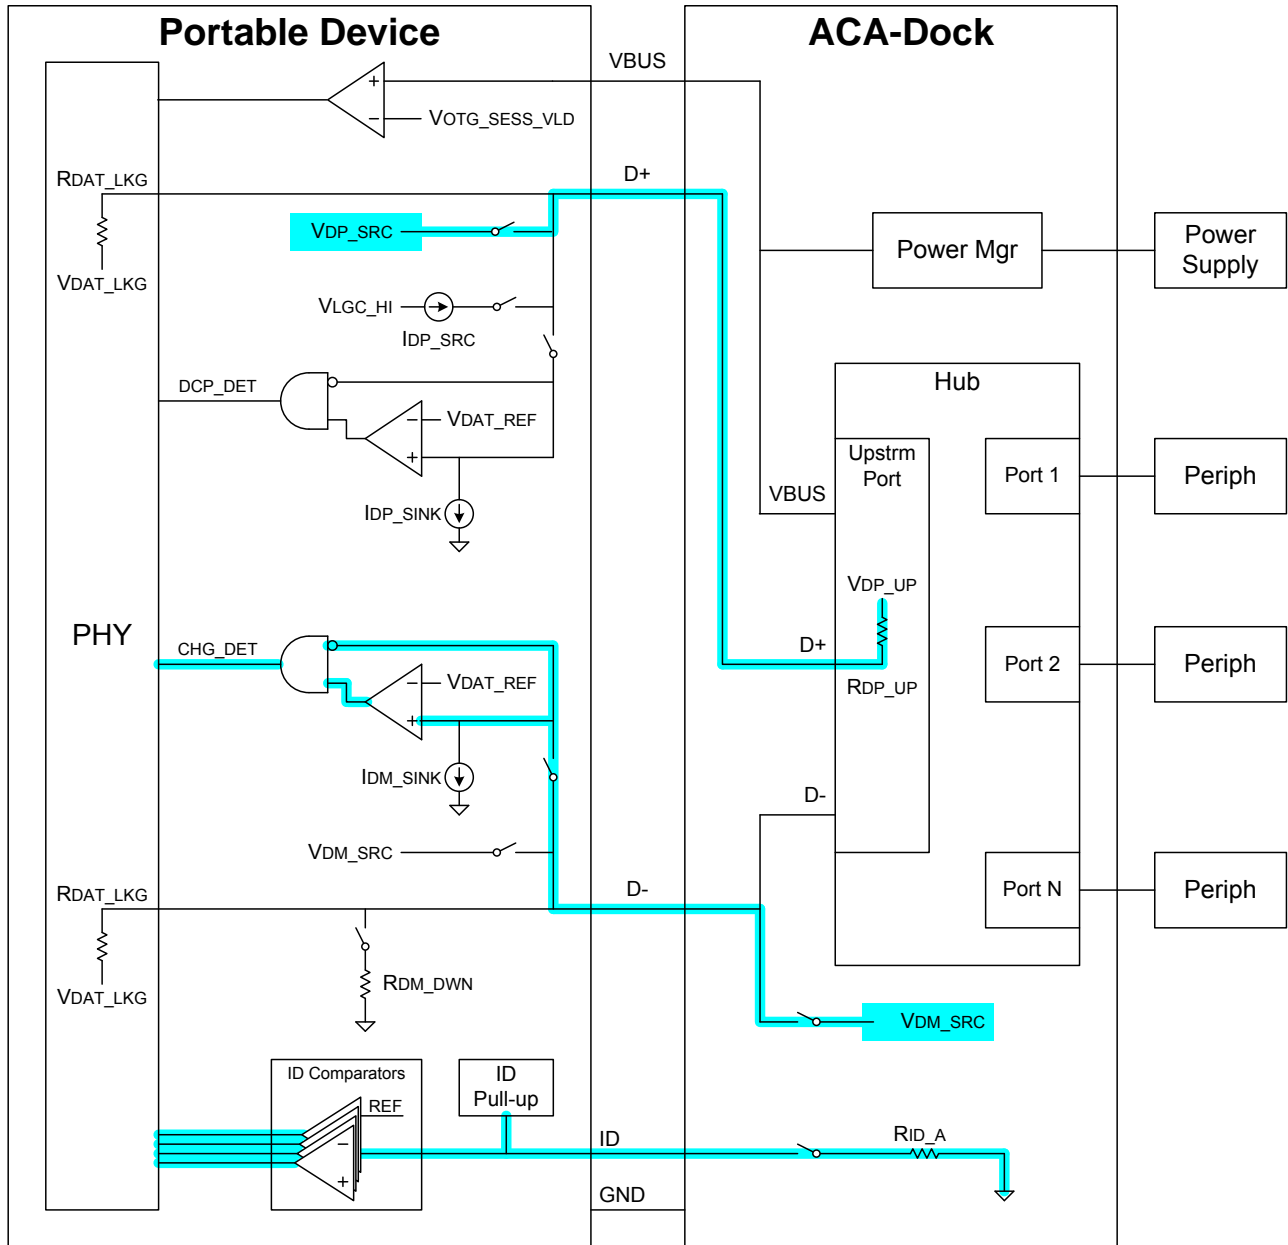 Portable Device
ACA-Dock
VBUS
+
−
VOTG_SESS_VLD
RDAT_LKG
D+
VDP_SRC
Power Mgr
Power
Supply
VDAT_LKG
VLGC_HI
IDP_SRC
Hub
DCP_DET
−
VDAT_REF
+
Upstrm
Port
Port 1
Periph
VBUS
IDP_SINK
VDP_UP
PHY
D+
CHG_DET
Port 2
Periph
−
VDAT_REF
RDP_UP
+
IDM_SINK
D-
VDM_SRC
RDAT_LKG
D-
Port N
Periph
RDM_DWN
VDAT_LKG
VDM_SRC
ID Comparators
ID
Pull-up
REF
−
ID
RID_A
+
GND